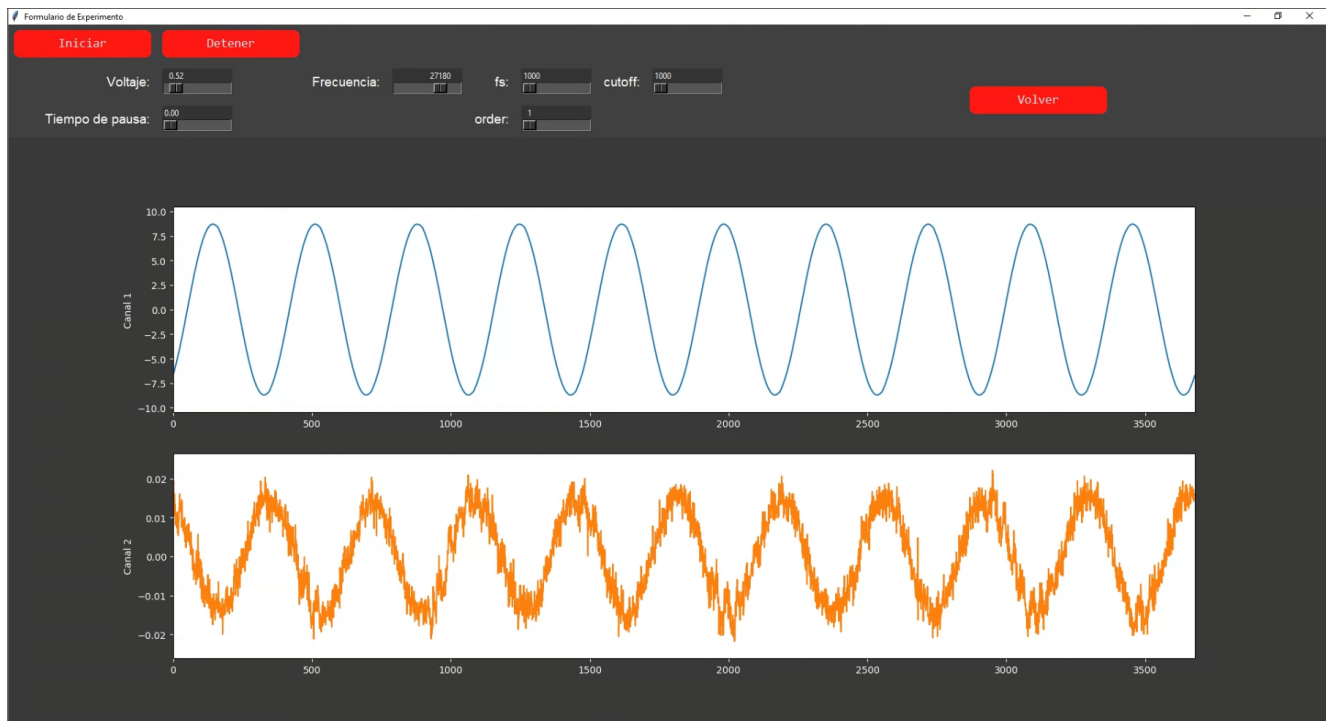 Formulario de Experimento
Iniciar Detener
0.52 27180 1000 1000
Voltaje: Frecuencia: fs: cutoff:
Volver
0.00 1
Tiempo de pausa: order:
10.0
7.5
5.0
2.5
0.0
−2.5
−5.0
−7.5
−10.0
Canal 1
0 500 1000 1500 2000 2500 3000 3500
0.02
0.01
0.00
−0.01
−0.02
Canal 2
0 500 1000 1500 2000 2500 3000 3500